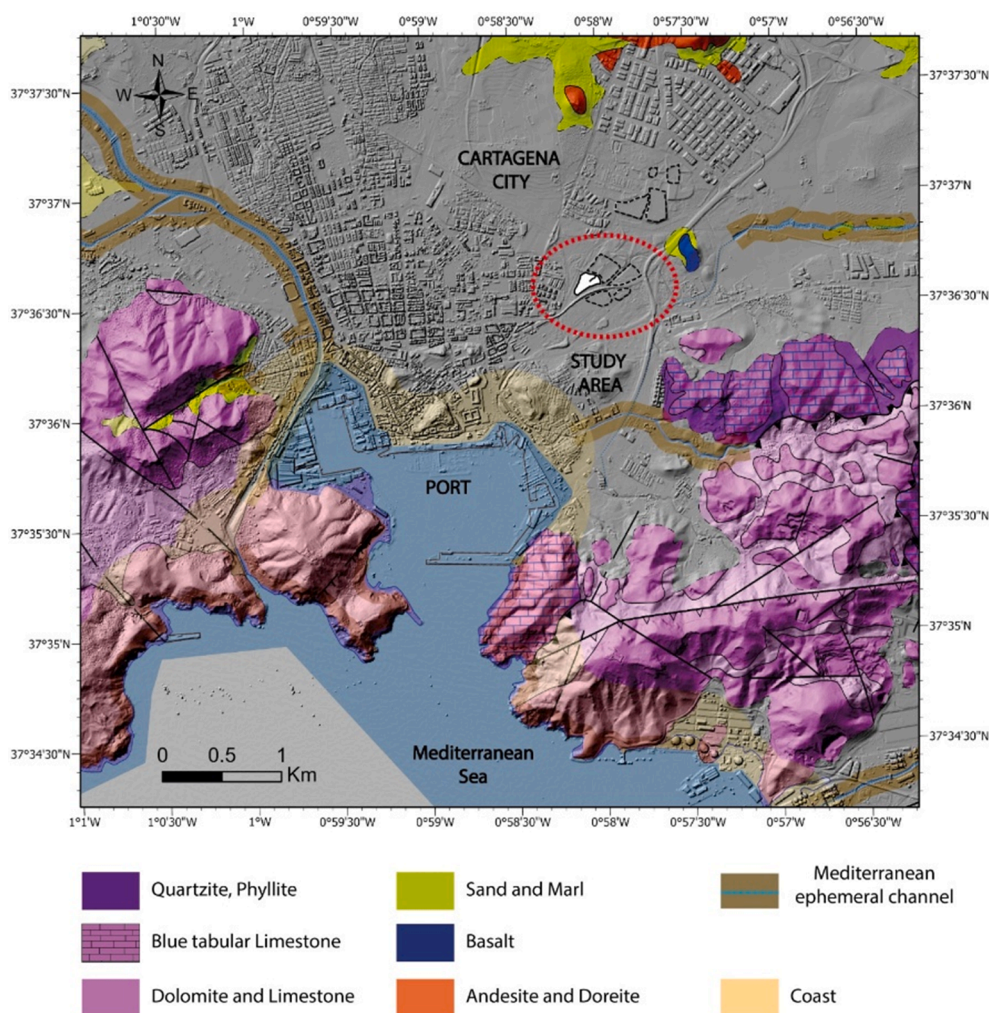 1°0'30"W 1°0'W 0°59'30"W 0°59'0"W 0°58'30"W 0°58'W 0°57'30"W 0°57'W 0°56'30"W
N
W E
S
37°37'30"N
37°37'30"N
CARTAGENA
CITY
37°37'N
37°37'N
37°36'30"N
37°36'30"N
STUDY
AREA
37°36'N
37°36'N
PORT
37°35'30"N
37°35'30"N
37°35'N
37°35'N
37°34'30"N
37°34'30"N
0 0.5 1
Km
Mediterranean
Sea
1°1'W 1°0'30"W 1°0'W 0°59'30"W 0°59'W 0°58'30"W 0°58'W 0°57'30"W 0°57'W 0°56'30"W
Quartzite, Phyllite
Blue tabular Limestone
Dolomite and Limestone
Sand and Marl
Basalt
Andesite and Doreite
Mediterranean
ephemeral channel
Coast